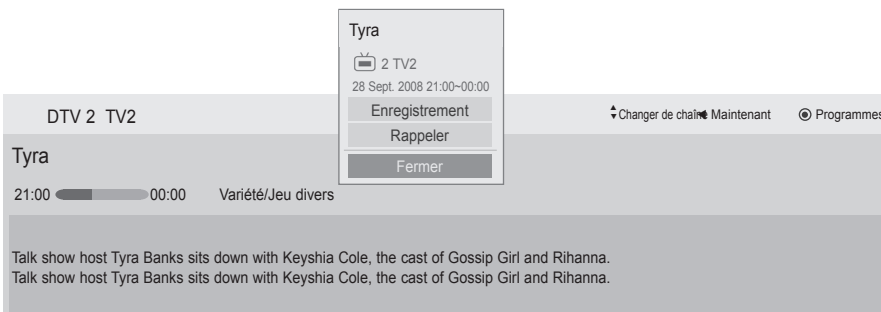 Tyra
2 TV2
28 Sept. 2008 21:00~00:00
Enregistrement
Rappeler
Fermer
DTV 2 TV2
Changer de chaîne Maintenant Programmes
Tyra
21:00 00:00 Variété/Jeu divers
Talk show host Tyra Banks sits down with Keyshia Cole, the cast of Gossip Girl and Rihanna.
Talk show host Tyra Banks sits down with Keyshia Cole, the cast of Gossip Girl and Rihanna.